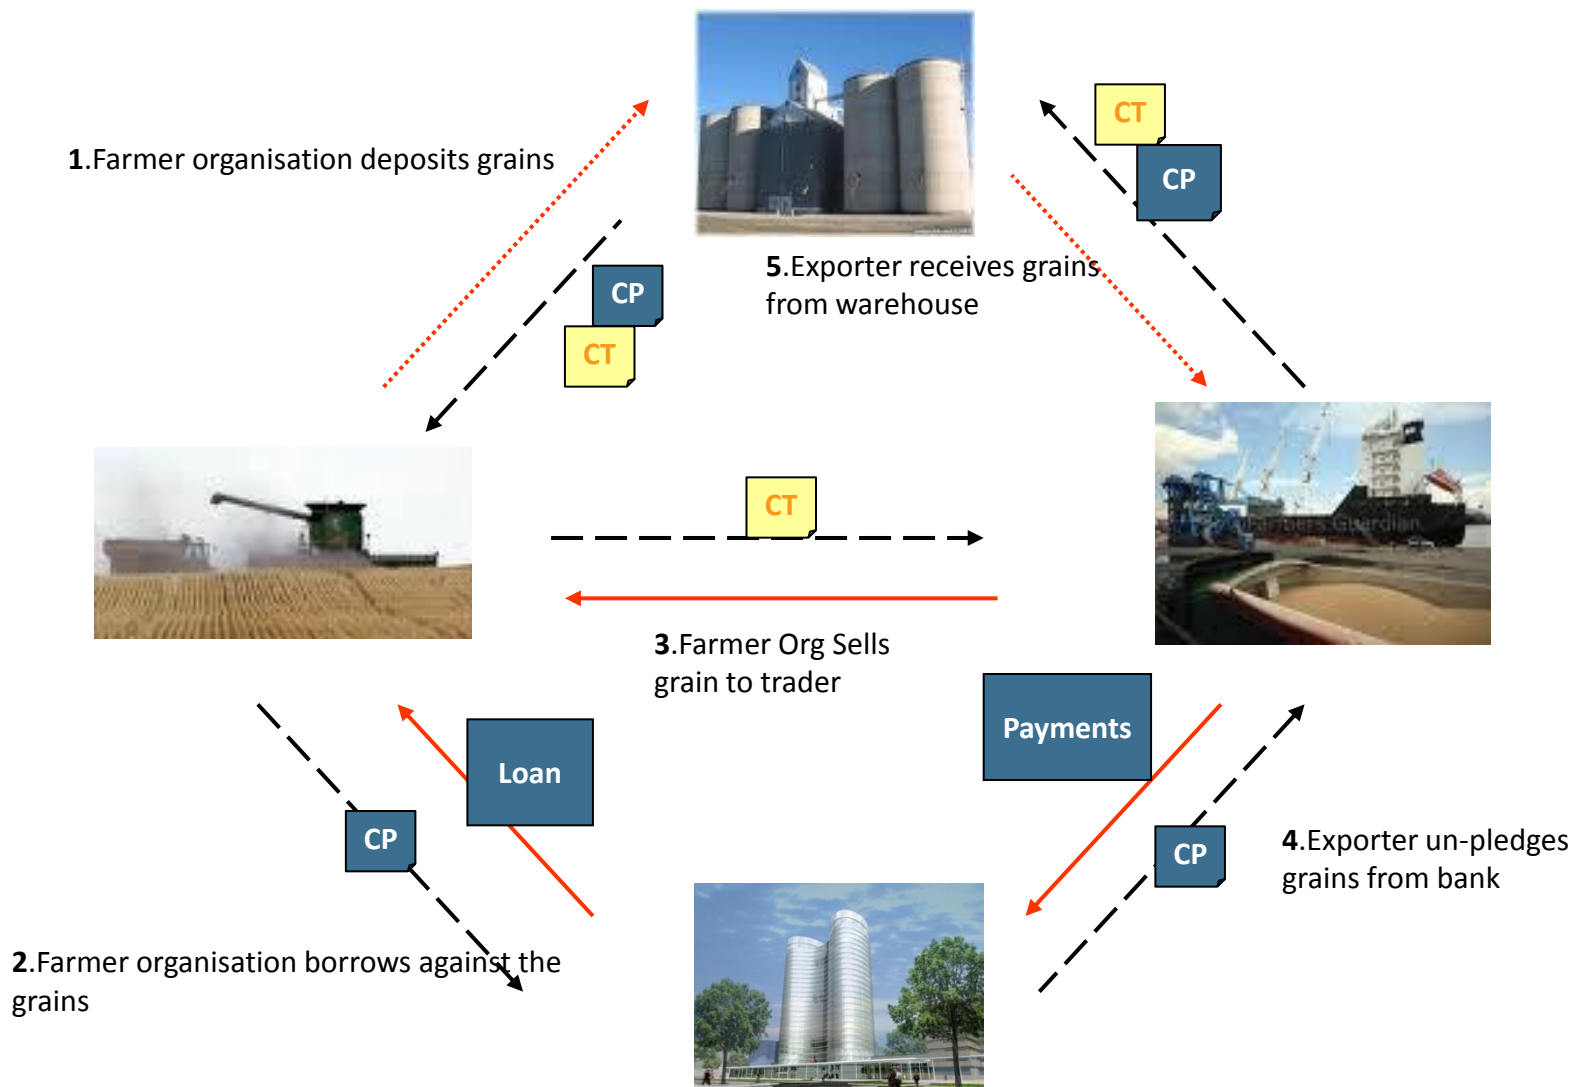 CT
1.Farmer organisation deposits grains
CP
5.Exporter receives grains
from warehouse
CP
CT
CT
Farmers Guardian
3.Farmer Org Sells
grain to trader
Payments
Loan
CP
CP
4.Exporter un-pledges
grains from bank
2.Farmer organisation borrows against the
grains